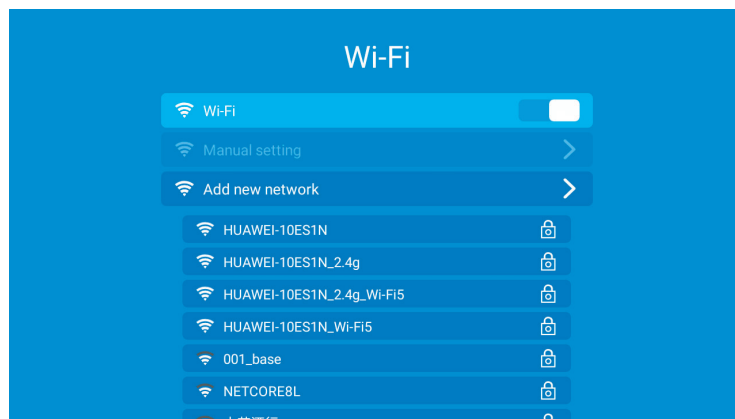 Wi-Fi
Wi-Fi
Manual setting
Add new network
HUAWEI-10ES1N
HUAWEI-10ES1N_2.4g
HUAWEI-10ES1N_2.4g_Wi-Fi5
HUAWEI-10ES1N_Wi-Fi5
001_base
NETCORE8L